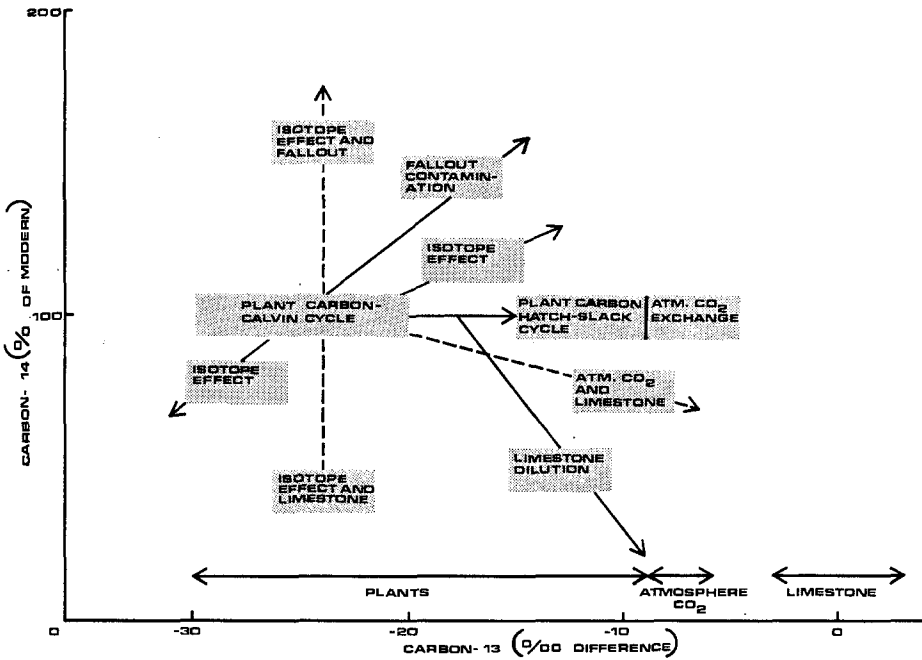 200
ISOTOPE
EFFECT AND
FALLOUT
FALLOUT
CONTAMIN-
ATION
ISOTOPE
EFFECT
CARBON- 14 (0/0 OF MODERN)
100
PLANT CARBON-
CALVIN CYCLE
PLANT CARBON
HATCH-SLACK
CYCLE
ATM. CO2
EXCHANGE
ISOTOPE
EFFECT
ATM. CO2
AND
LIMESTONE
ISOTOPE
EFFECT AND
LIMESTONE
LIMESTONE
DILUTION
PLANTS
ATMOSPHERE
CO2
LIMESTONE
0
-30
-20
-10
0
CARBON- 13 (0/00 DIFFERENCE)